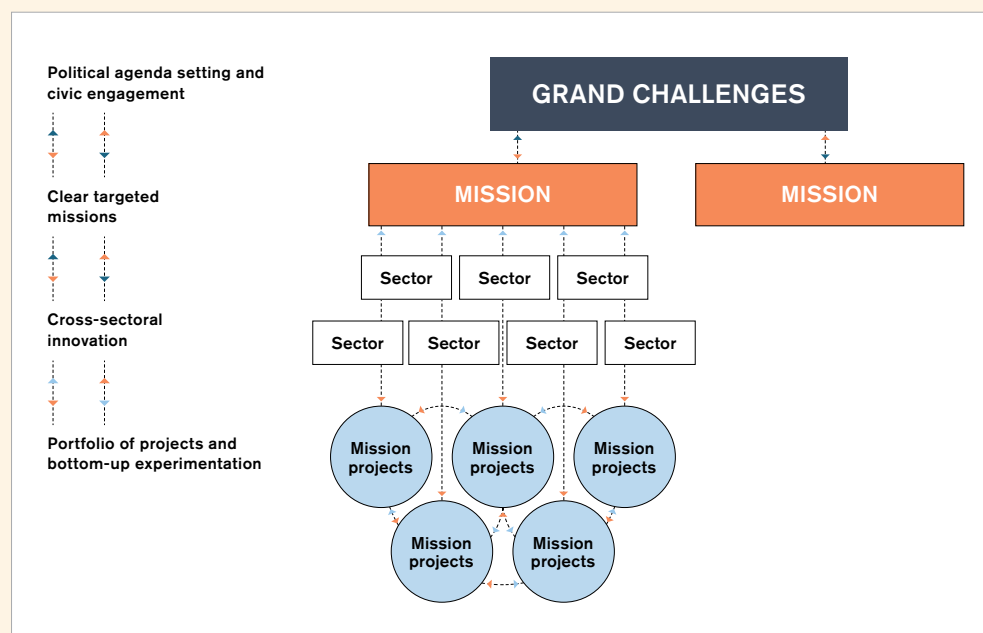 Political agenda setting and
civic engagement
Clear targeted
missions
Cross-sectoral
innovation
Portfolio of projects and
bottom-up experimentation
GRAND CHALLENGES
MISSION
MISSION
Sector
Sector
Sector
Sector
Sector
Sector
Sector
Mission
projects
Mission
projects
Mission
projects
Mission
projects
Mission
projects